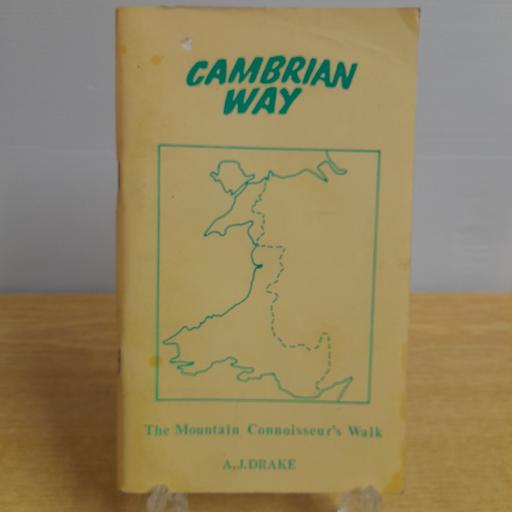 CAMBRIAN
WAY
The Mountain Connoisseur's Walk
A.J.DRAKE